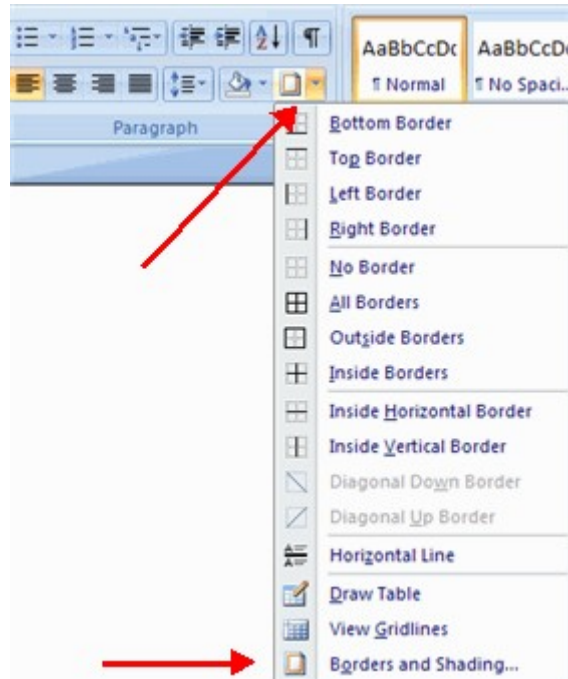 AaBbCcDc AaBbCcD
¶ Normal ¶ No Spaci...
Paragraph
Bottom Border
Top Border
Left Border
Right Border
No Border
All Borders
Outside Borders
Inside Borders
Inside Horizontal Border
Inside Vertical Border
Diagonal Down Border
Diagonal Up Border
Horizontal Line
Draw Table
View Gridlines
Borders and Shading...